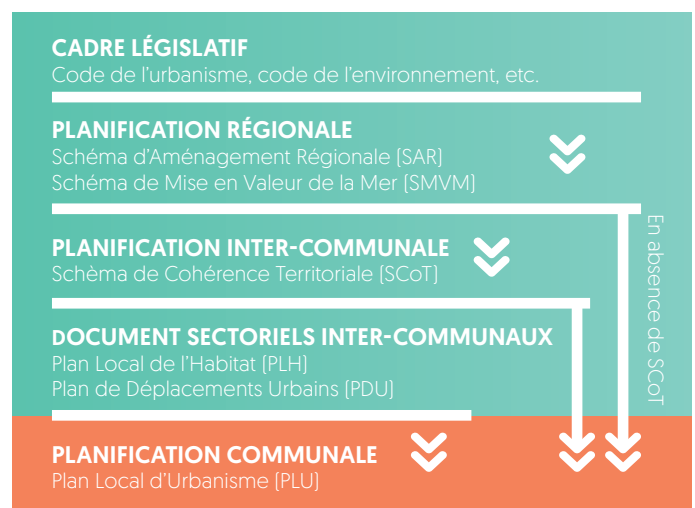 CADRE LÉGISLATIF
Code de l'urbanisme, code de l'environnement, etc.
PLANIFICATION RÉGIONALE
Schéma d'Aménagement Régionale (SAR)
Schéma de Mise en Valeur de la Mer (SMVM)
PLANIFICATION INTER-COMMUNALE
Schèma de Cohérence Territoriale (SCoT)
DOCUMENT SECTORIELS INTER-COMMUNAUX
Plan Local de l'Habitat (PLH)
Plan de Déplacements Urbains (PDU)
PLANIFICATION COMMUNALE
Plan Local d'Urbanisme (PLU)
En absence de SCoT